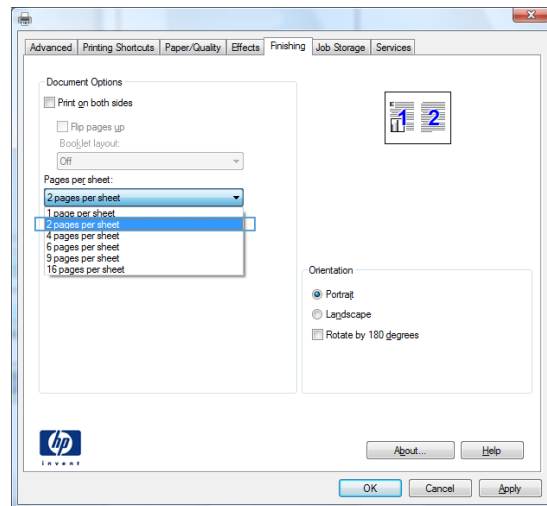 Advanced Printing Shortcuts Paper/Quality Effects Finishing Job Storage Services
Document Options
Print on both sides
Flip pages up
Booklet layout:
Off
Pages per sheet:
2 pages per sheet
1 page per sheet
2 pages per sheet
4 pages per sheet
6 pages per sheet
9 pages per sheet
16 pages per sheet
1 2
Orientation
Portrait
Landscape
Rotate by 180 degrees
hp
invent
About... Help
OK Cancel Apply